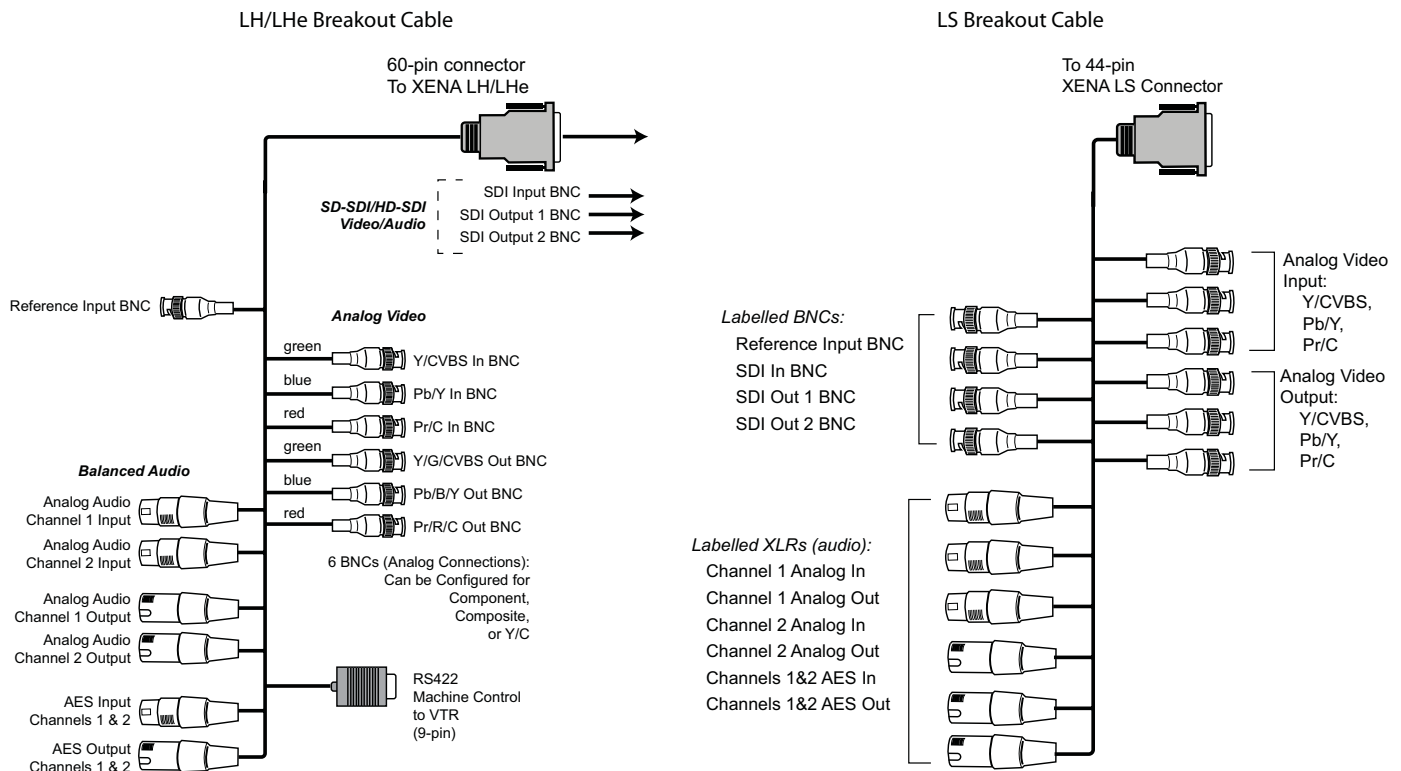 LH/LHe Breakout Cable
60-pin connector
To XENA LH/LHe
SD-SDI/HD-SDI
Video/Audio
SDI Input BNC
SDI Output 1 BNC
SDI Output 2 BNC
Reference Input BNC
Analog Video
green
Y/CVBS In BNC
blue
Pb/Y In BNC
red
Pr/C In BNC
green
Y/G/CVBS Out BNC
blue
Pb/B/Y Out BNC
red
Pr/R/C Out BNC
6 BNCs (Analog Connections):
Can be Configured for
Component,
Composite,
or Y/C
Balanced Audio
Analog Audio
Channel 1 Input
Analog Audio
Channel 2 Input
Analog Audio
Channel 1 Output
Analog Audio
Channel 2 Output
AES Input
Channels 1 & 2
AES Output
Channels 1 & 2
RS422
Machine Control
to VTR
(9-pin)
LS Breakout Cable
To 44-pin
XENA LS Connector
Analog Video
Input:
Y/CVBS,
Pb/Y,
Pr/C
Analog Video
Output:
Y/CVBS,
Pb/Y,
Pr/C
Labelled BNCs:
Reference Input BNC
SDI In BNC
SDI Out 1 BNC
SDI Out 2 BNC
Labelled XLRs (audio):
Channel 1 Analog In
Channel 1 Analog Out
Channel 2 Analog In
Channel 2 Analog Out
Channels 1&2 AES In
Channels 1&2 AES Out